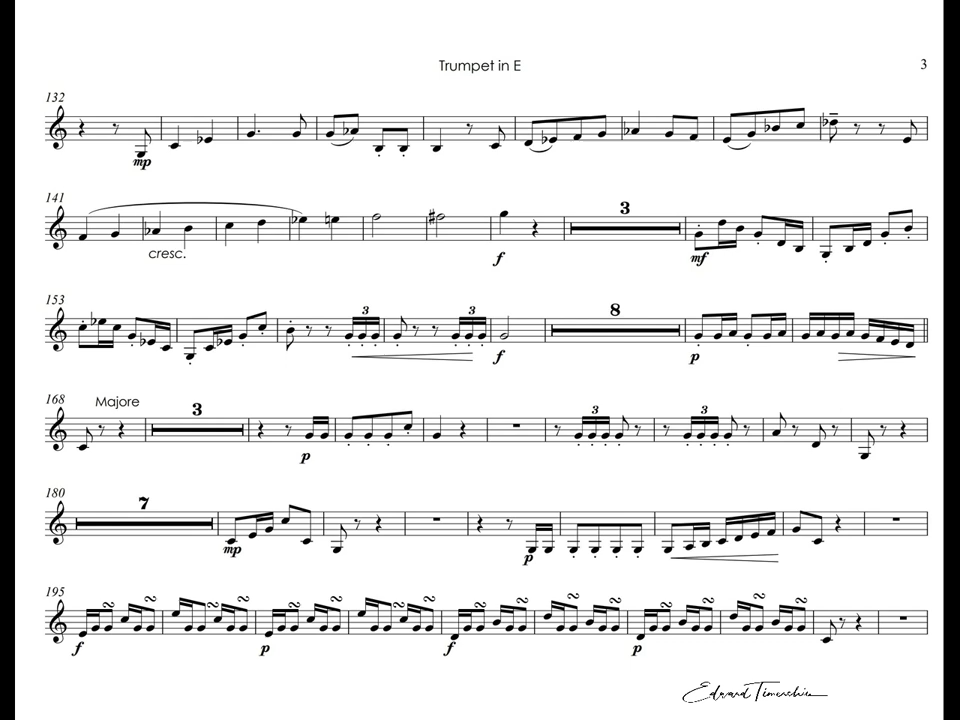 Trumpet in E
3
132
mp
141
cresc.
f
3
mf
153
3
3
f
8
p
168
Majore
3
p
3
3
180
7
mp
p
195
f
p
f
p
Edward